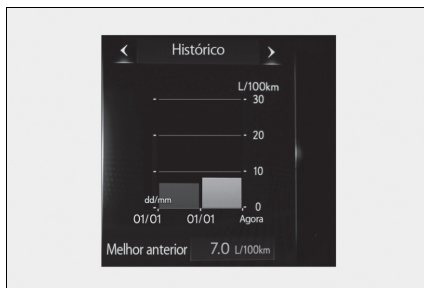 Histórico
L/100km
30
20
10
0
dd/mm
01/01 01/01 Agora
Melhor anterior 7.0 L/100km